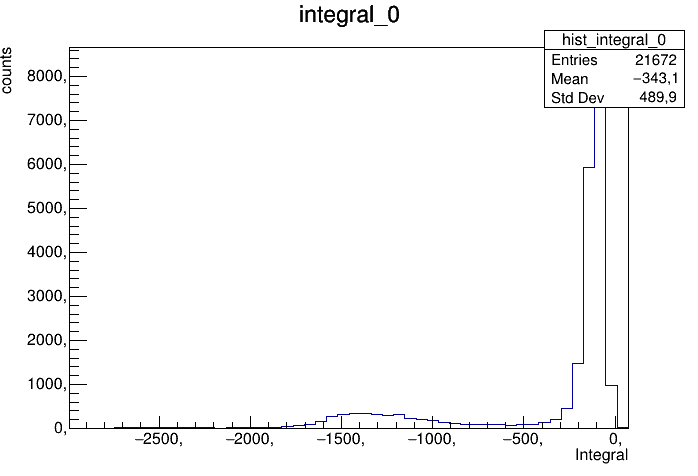 integral_0
hist_integral_0
Entries 21672
Mean −343,1
Std Dev 489,9
counts
8000,
7000,
6000,
5000,
4000,
3000,
2000,
1000,
0,
−2500, −2000, −1500, −1000, −500, 0,
Integral